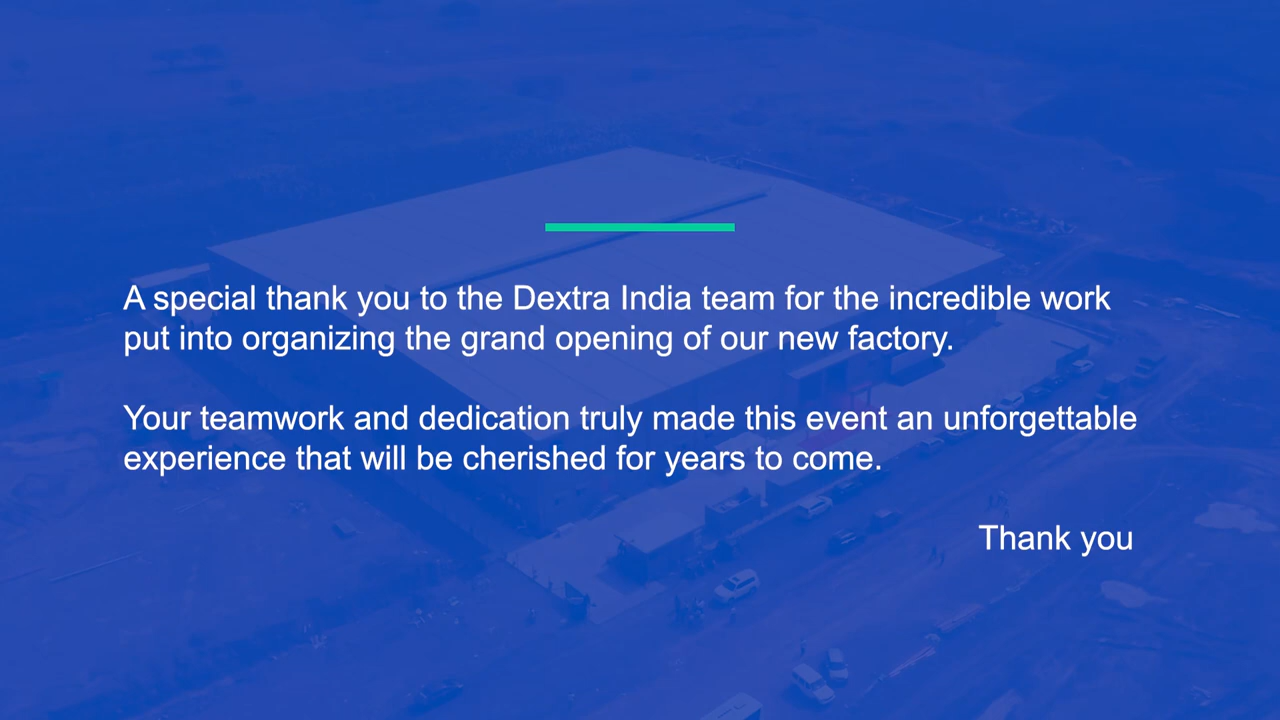 A special thank you to the Dextra India team for the incredible work
put into organizing the grand opening of our new factory.
Your teamwork and dedication truly made this event an unforgettable
experience that will be cherished for years to come.
Thank you